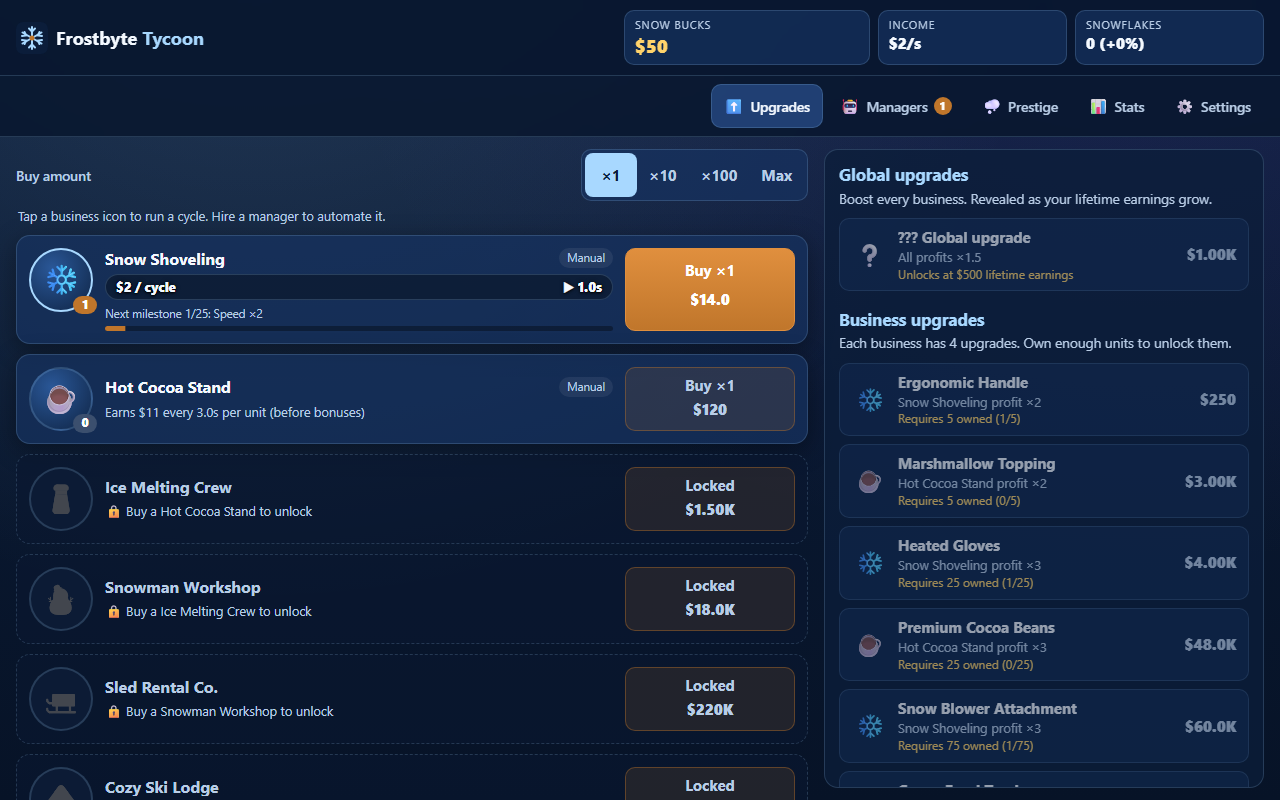 Frostbyte Tycoon
SNOW BUCKS
$50
INCOME
$2/s
SNOWFLAKES
0 (+0%)
Upgrades
Managers 1
Prestige
Stats
Settings
Buy amount
×1
×10
×100
Max
Tap a business icon to run a cycle. Hire a manager to automate it.
1
Snow Shoveling
Manual
$2 / cycle
▶ 1.0s
Next milestone 1/25: Speed ×2
Buy ×1
$14.0
0
Hot Cocoa Stand
Manual
Earns $11 every 3.0s per unit (before bonuses)
Buy ×1
$120
Ice Melting Crew
Buy a Hot Cocoa Stand to unlock
Locked
$1.50K
Snowman Workshop
Buy a Ice Melting Crew to unlock
Locked
$18.0K
Sled Rental Co.
Buy a Snowman Workshop to unlock
Locked
$220K
Cozy Ski Lodge
Locked
Global upgrades
Boost every business. Revealed as your lifetime earnings grow.
?
??? Global upgrade
All profits ×1.5
Unlocks at $500 lifetime earnings
$1.00K
Business upgrades
Each business has 4 upgrades. Own enough units to unlock them.
Ergonomic Handle
Snow Shoveling profit ×2
Requires 5 owned (1/5)
$250
Marshmallow Topping
Hot Cocoa Stand profit ×2
Requires 5 owned (0/5)
$3.00K
Heated Gloves
Snow Shoveling profit ×3
Requires 25 owned (1/25)
$4.00K
Premium Cocoa Beans
Hot Cocoa Stand profit ×3
Requires 25 owned (0/25)
$48.0K
Snow Blower Attachment
Snow Shoveling profit ×3
Requires 75 owned (1/75)
$60.0K